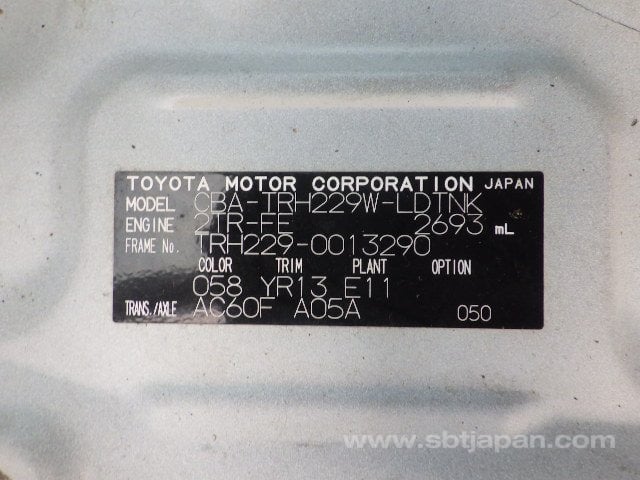 TOYOTA MOTOR CORPORATION JAPAN
MODEL CBA-TRH229W-LDTNK
ENGINE 2TR-FE 2693 mL
FRAME No. TRH229-0013290
COLOR TRIM PLANT OPTION
058 YR13 E11
TRANS./AXLE AC60F A05A 050
www.sbtjapan.com